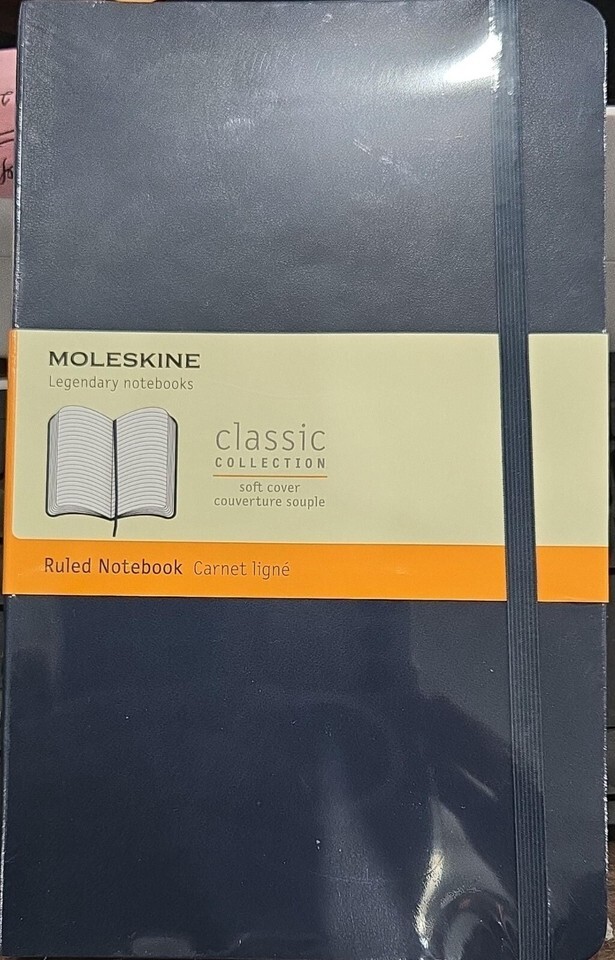 MOLESKINE
Legendary notebooks
classic
COLLECTION
soft cover
couverture souple
Ruled Notebook Carnet ligné